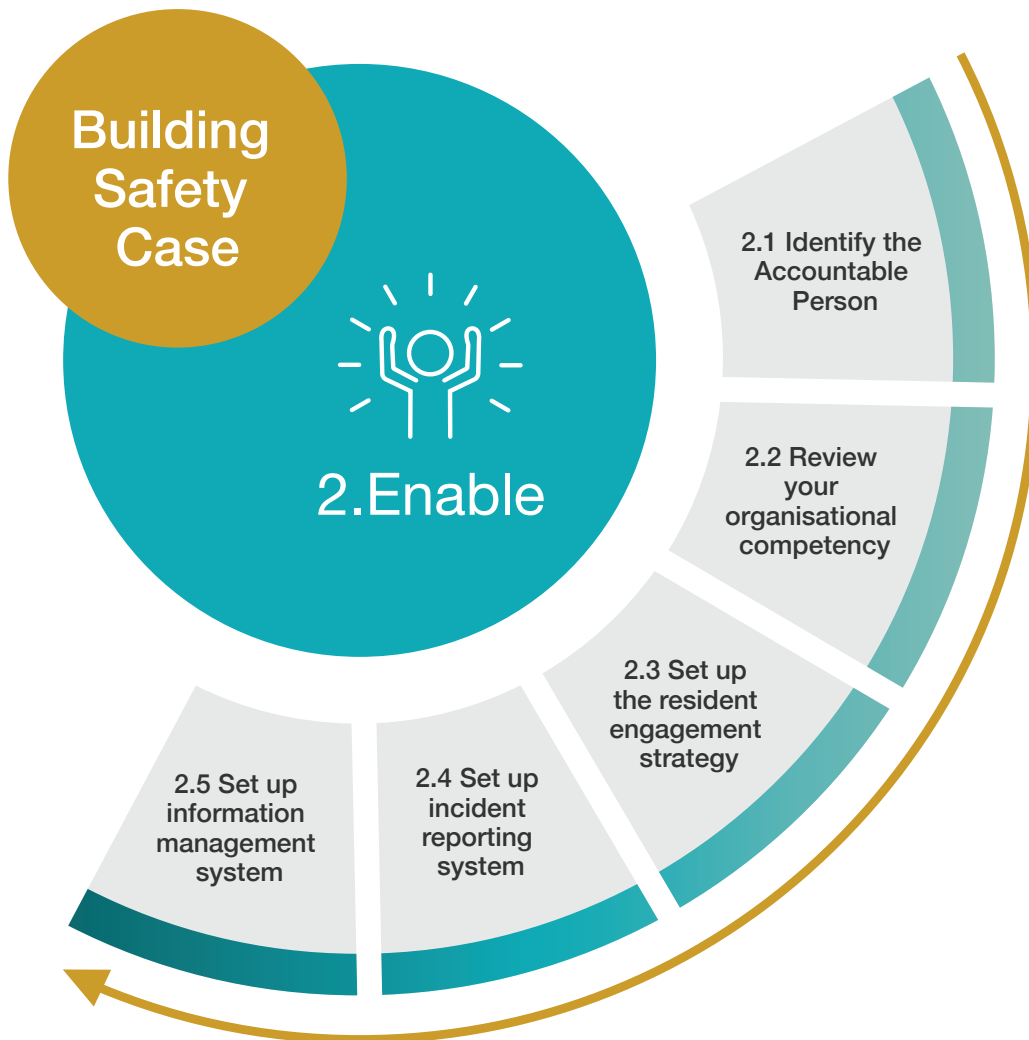 Building
Safety
Case
2.Enable
2.1 Identify the
Accountable
Person
2.2 Review
your
organisational
competency
2.3 Set up
the resident
engagement
strategy
2.4 Set up
incident
reporting
system
2.5 Set up
information
management
system